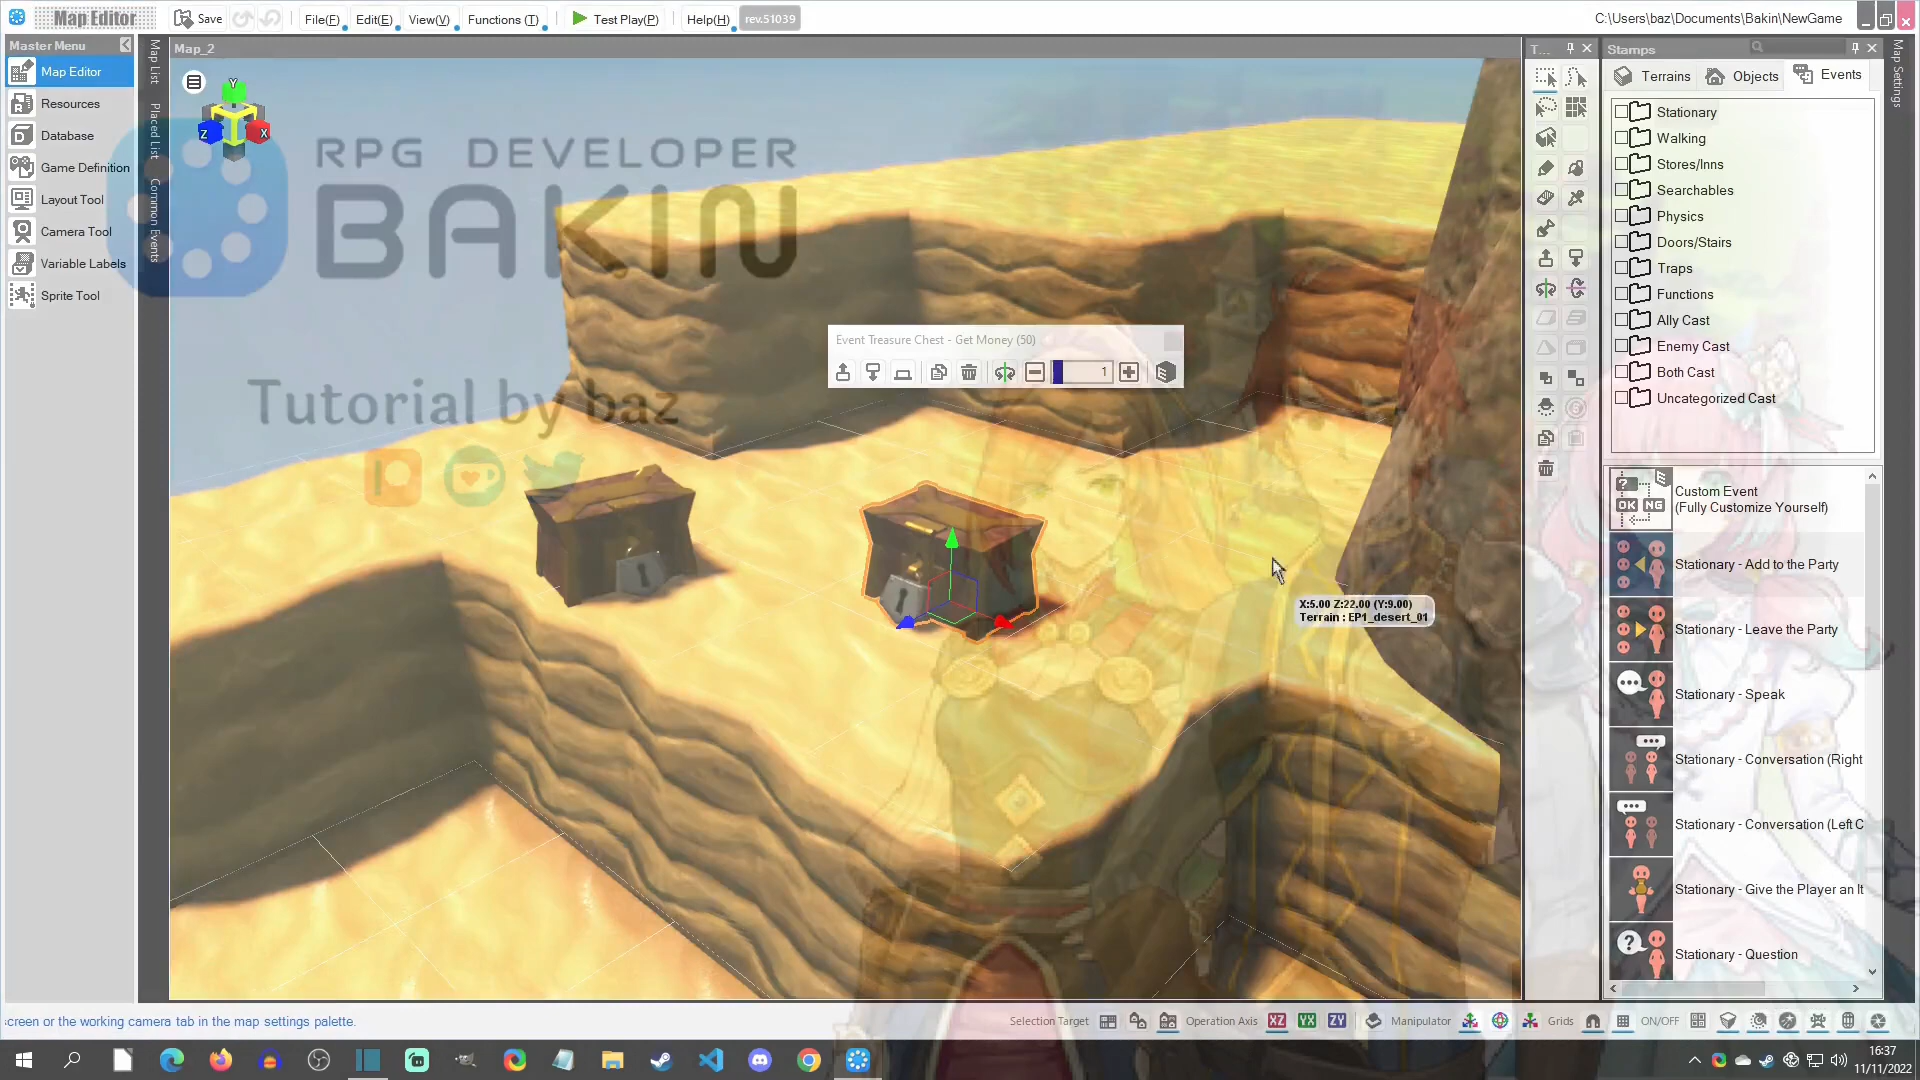 Map Editor
Save
File(F)
Edit(E)
View(V)
Functions (T)
Test Play(P)
Help(H)
rev.51039
C:\Users\baz\Documents\Bakin\NewGame
Master Menu
Map Editor
Resources
Database
Game Definition
Layout Tool
Camera Tool
Variable Labels
Sprite Tool
Map List
Placed List
Common Events
Map_2
Y
Z
X
RPG DEVELOPER
BAKIN
Tutorial by baz
Event Treasure Chest - Get Money (50)
1
X:5.00 Z:22.00 (Y:9.00)
Terrain : EP1_desert_01
T...
Stamps
Map Settings
Terrains
Objects
Events
Stationary
Walking
Stores/Inns
Searchables
Physics
Doors/Stairs
Traps
Functions
Ally Cast
Enemy Cast
Both Cast
Uncategorized Cast
OK
NG
Custom Event
(Fully Customize Yourself)
Stationary - Add to the Party
Stationary - Leave the Party
Stationary - Speak
Stationary - Conversation (Right
Stationary - Conversation (Left C
Stationary - Give the Player an It
Stationary - Question
screen or the working camera tab in the map settings palette.
Selection Target
Operation Axis
XZ
YX
ZY
Manipulator
Grids
ON/OFF
16:37
11/11/2022